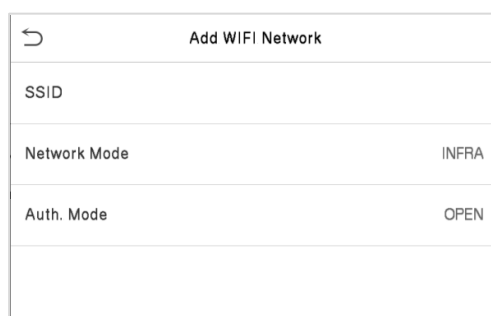 Add WIFI Network
SSID
Network Mode INFRA
Auth. Mode OPEN